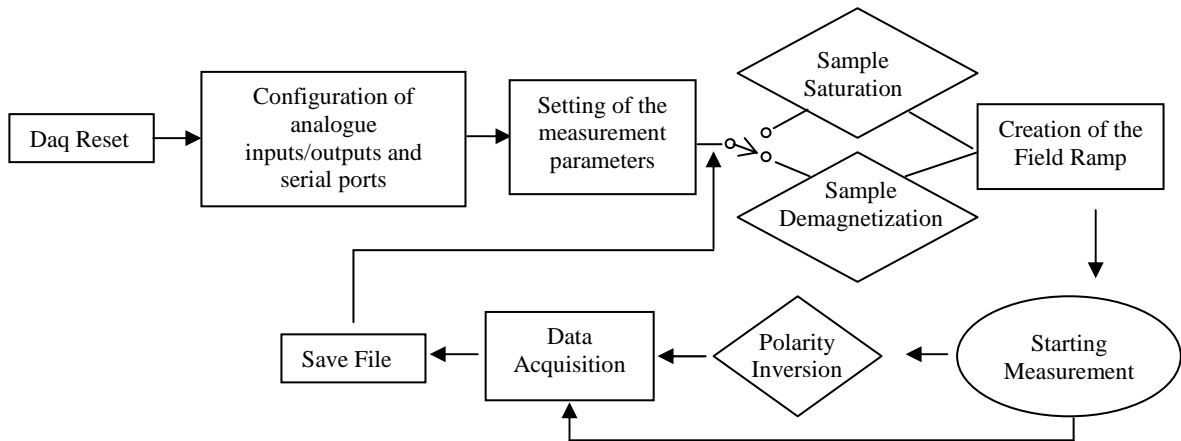 Daq Reset
Configuration of
analogue
inputs/outputs and
serial ports
Setting of the
measurement
parameters
Sample
Saturation
Sample
Demagnetization
Creation of the
Field Ramp
Starting
Measurement
Polarity
Inversion
Data
Acquisition
Save File